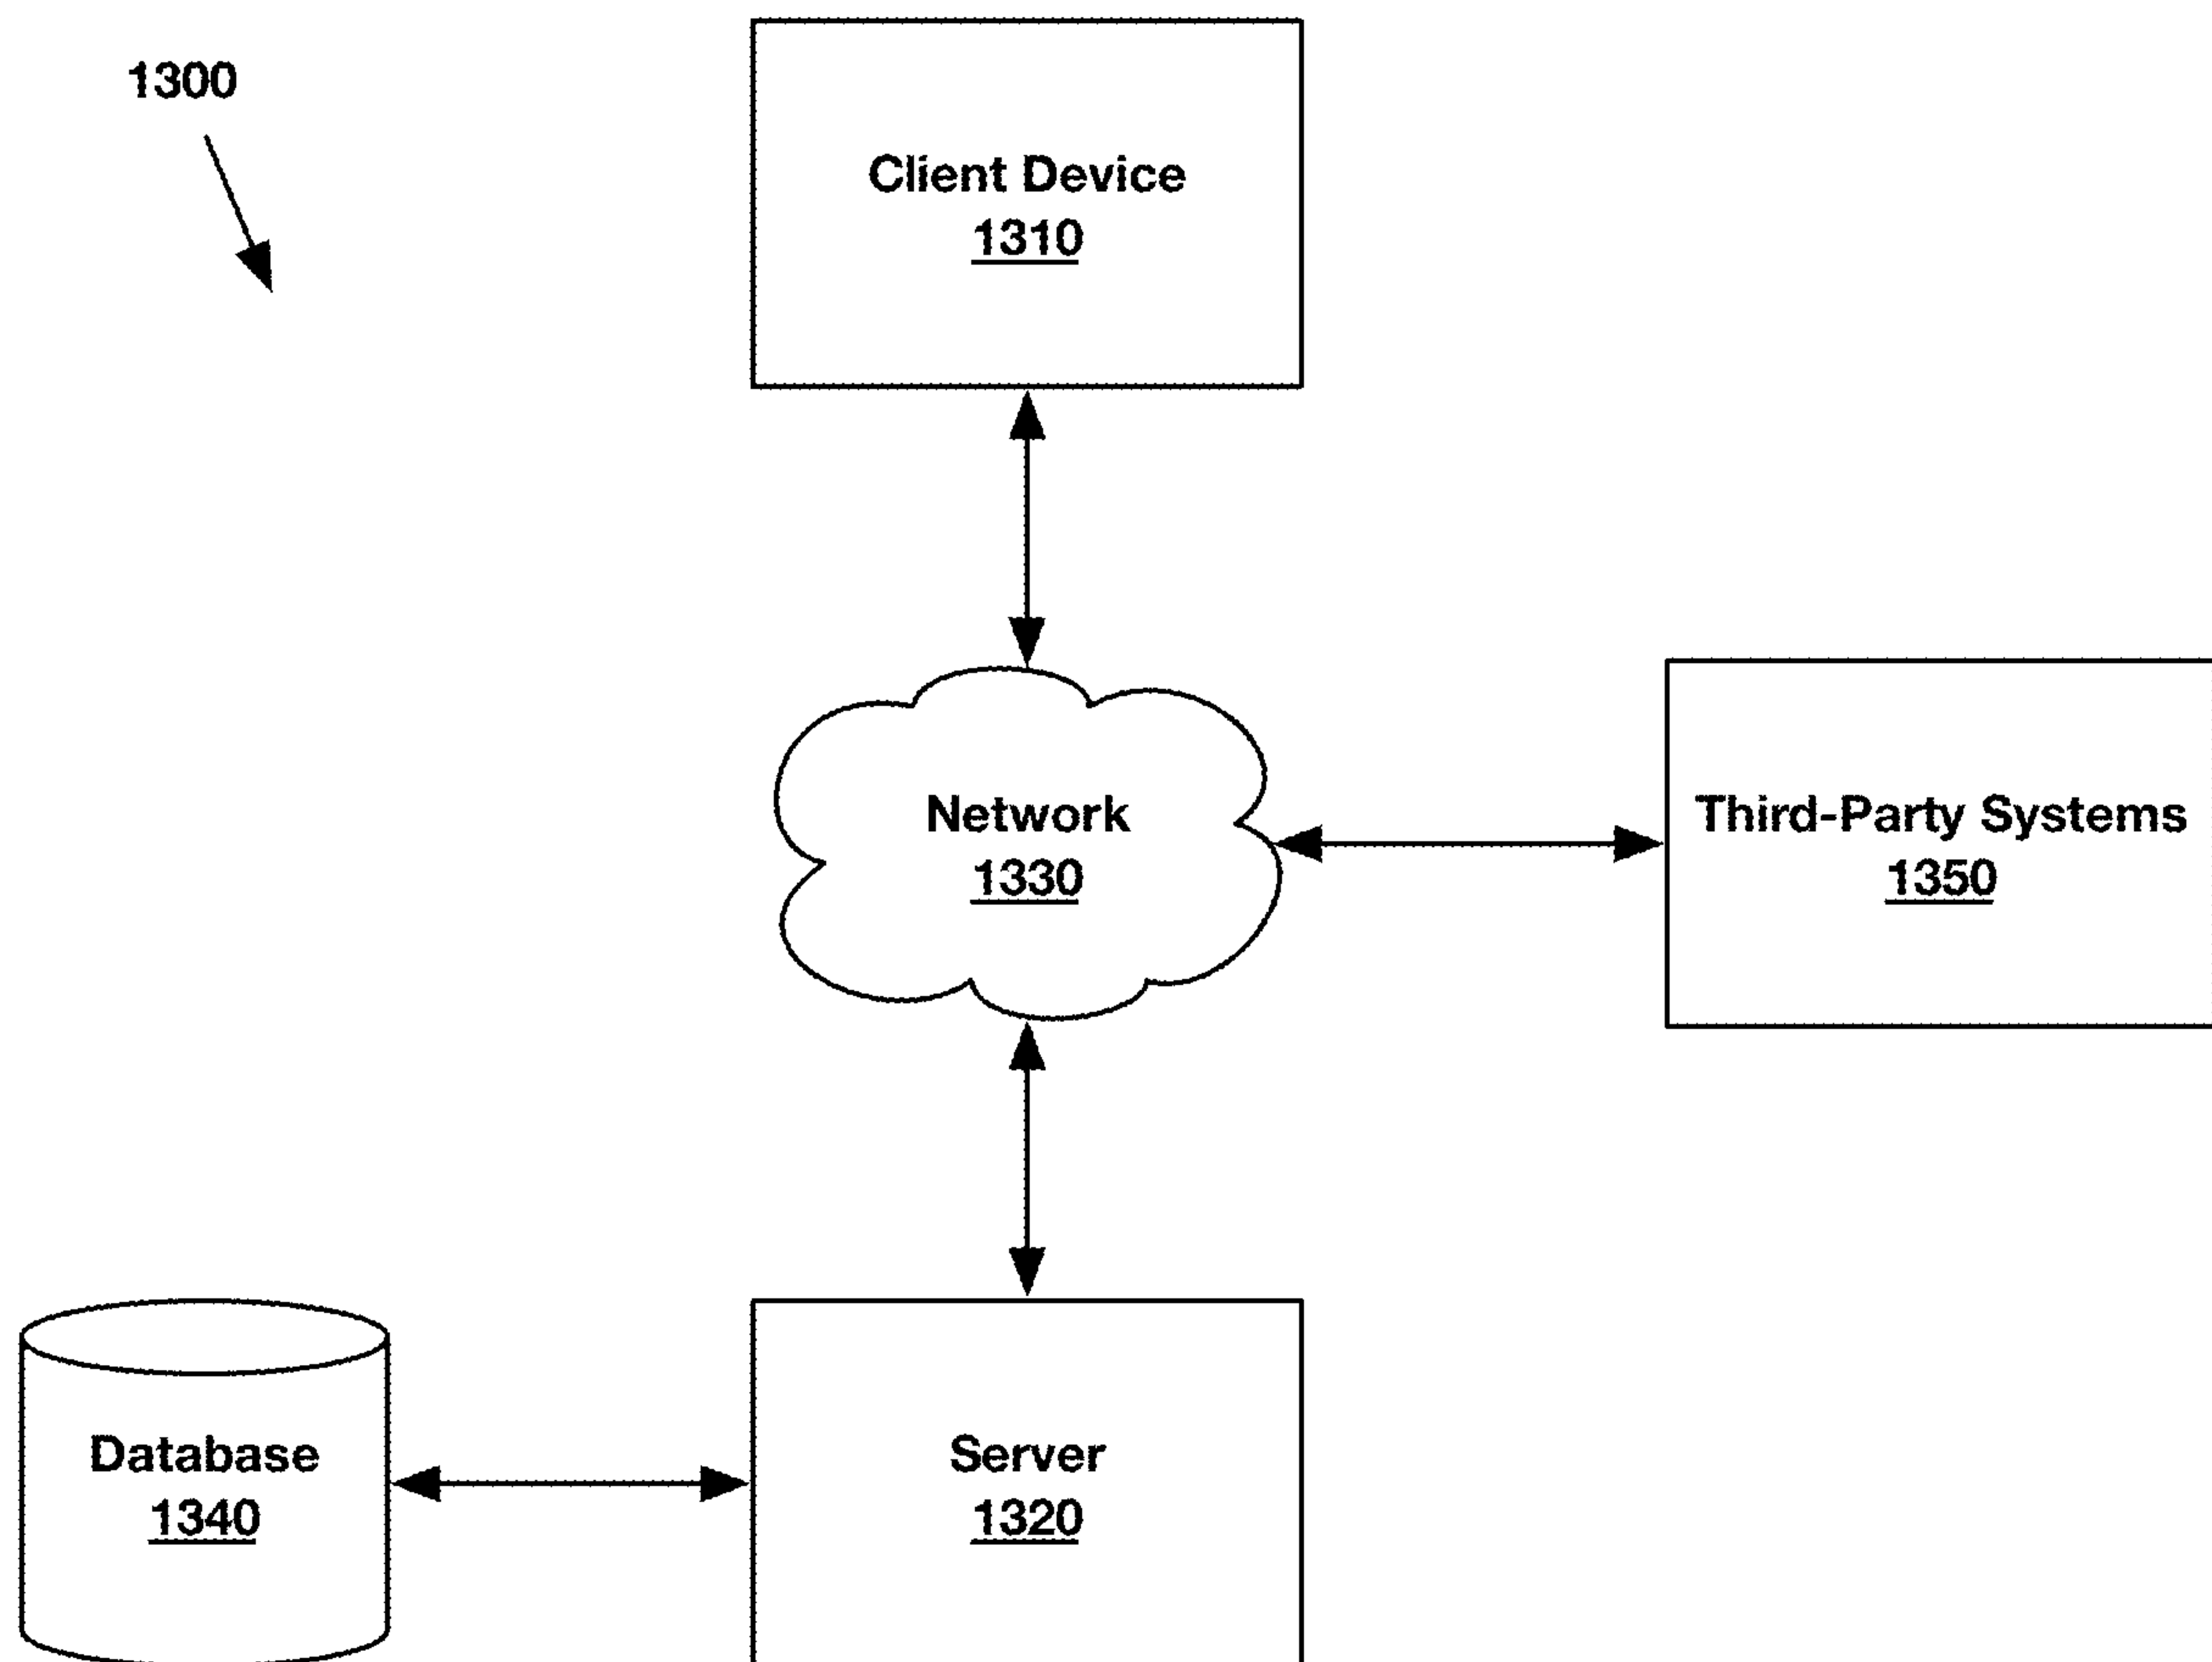 1300
Client Device
1310
Network
1330
Third-Party Systems
1350
Database
1340
Server
1320